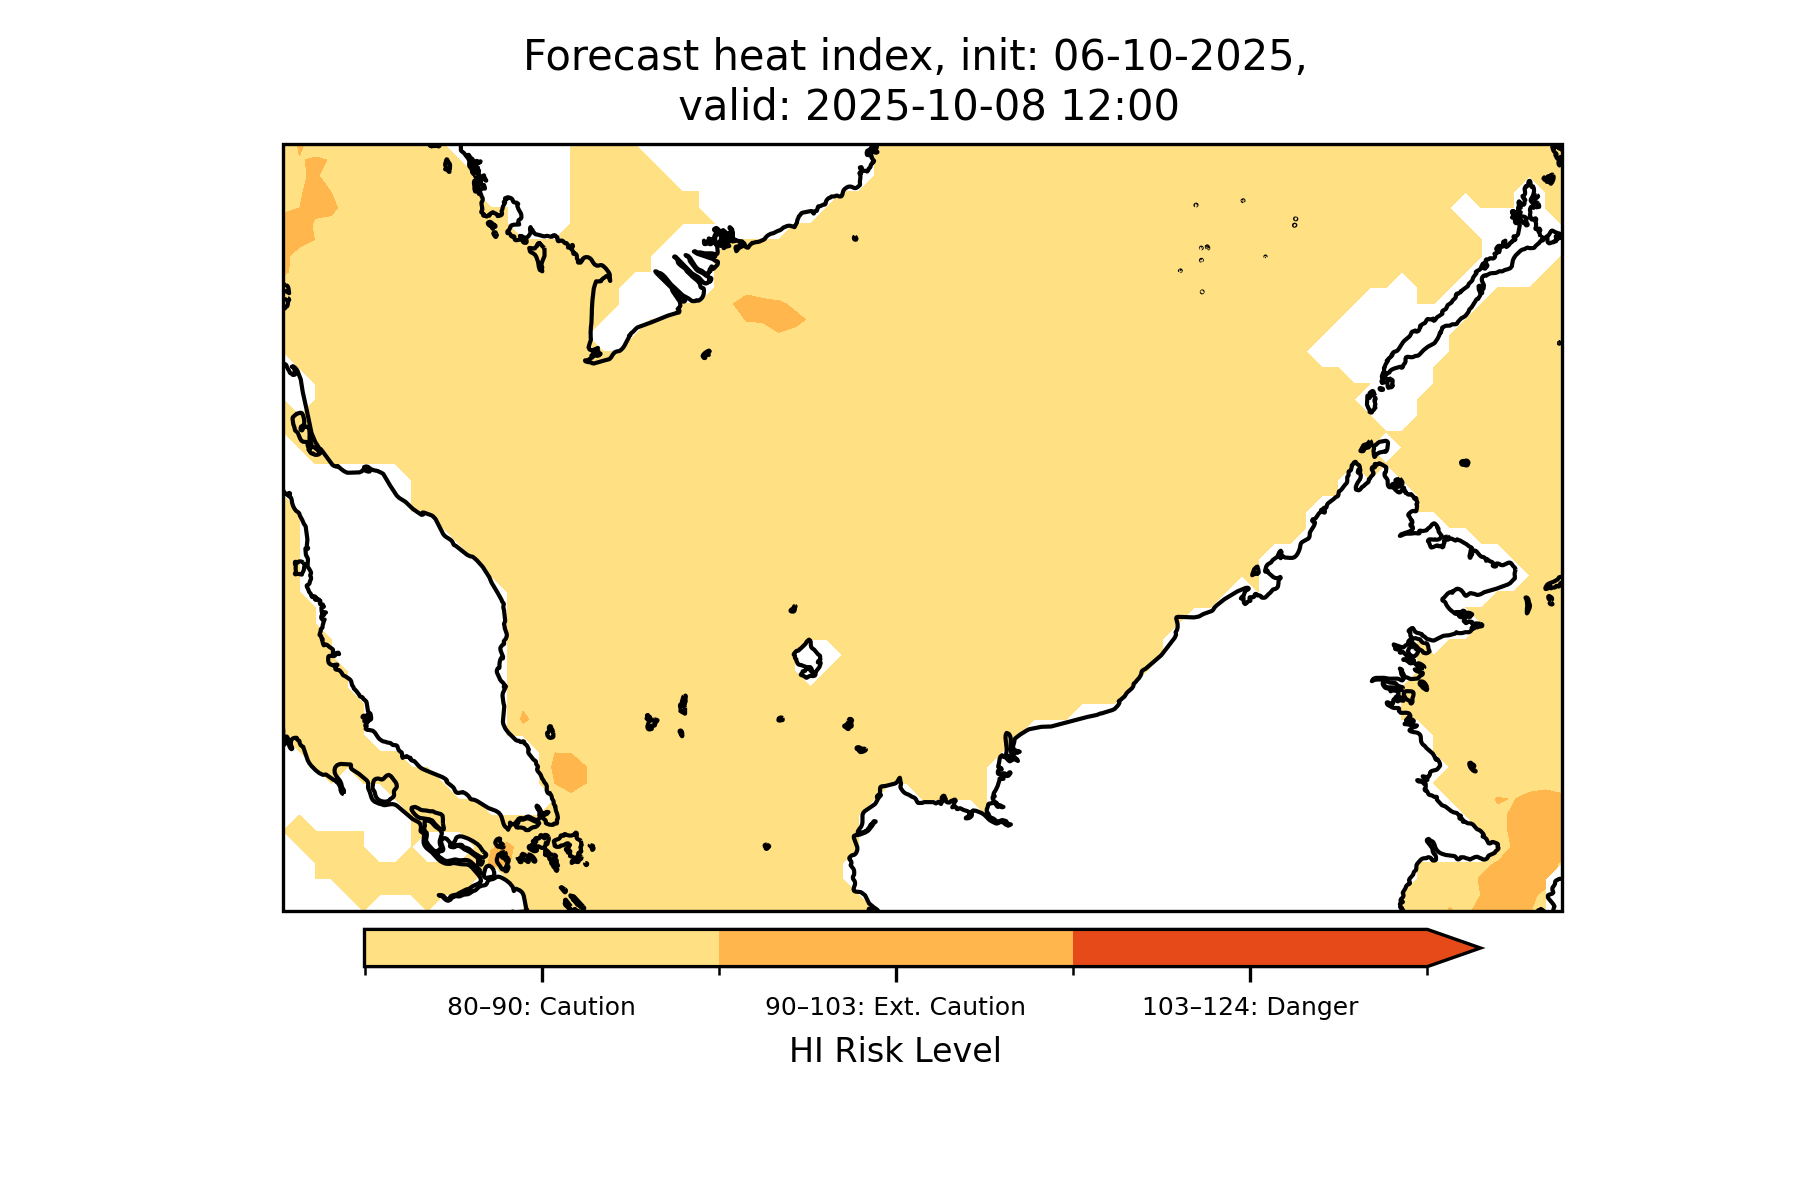 Forecast heat index, init: 06-10-2025,
valid: 2025-10-08 12:00
80–90: Caution
90–103: Ext. Caution
103–124: Danger
HI Risk Level